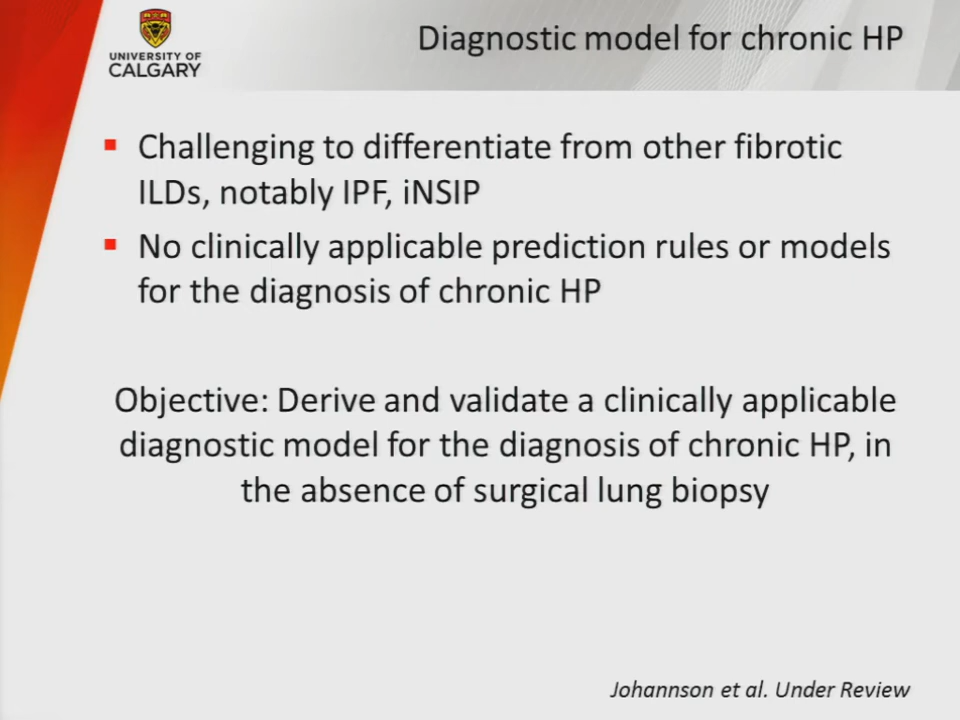 UNIVERSITY OF
CALGARY
Diagnostic model for chronic HP
Challenging to differentiate from other fibrotic
ILDs, notably IPF, iNSIP
No clinically applicable prediction rules or models
for the diagnosis of chronic HP
Objective: Derive and validate a clinically applicable
diagnostic model for the diagnosis of chronic HP, in
the absence of surgical lung biopsy
Johannson et al. Under Review